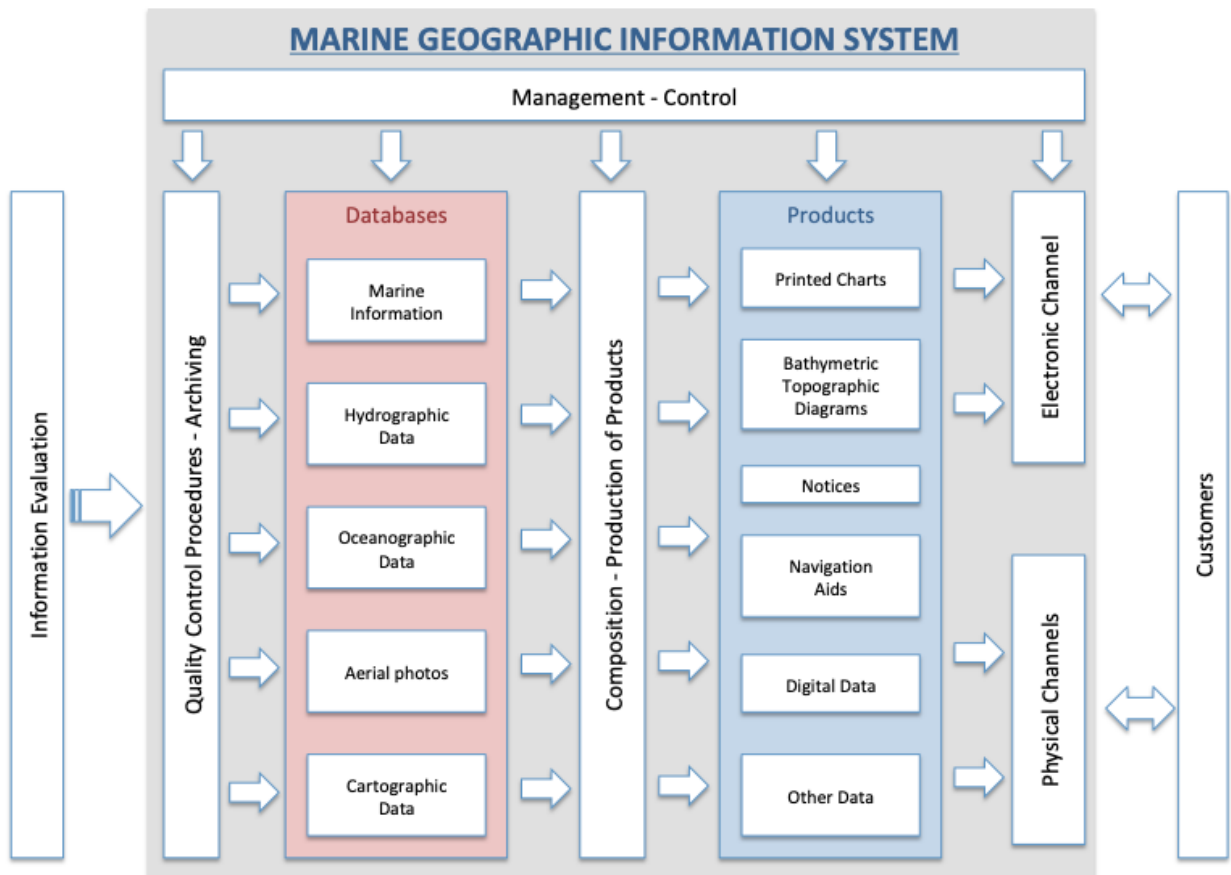 MARINE GEOGRAPHIC INFORMATION SYSTEM
Management - Control
Information Evaluation
Quality Control Procedures - Archiving
Databases
Marine
Information
Hydrographic
Data
Oceanographic
Data
Aerial photos
Cartographic
Data
Composition - Production of Products
Products
Printed Charts
Bathymetric
Topographic
Diagrams
Notices
Navigation
Aids
Digital Data
Other Data
Electronic Channel
Physical Channels
Customers